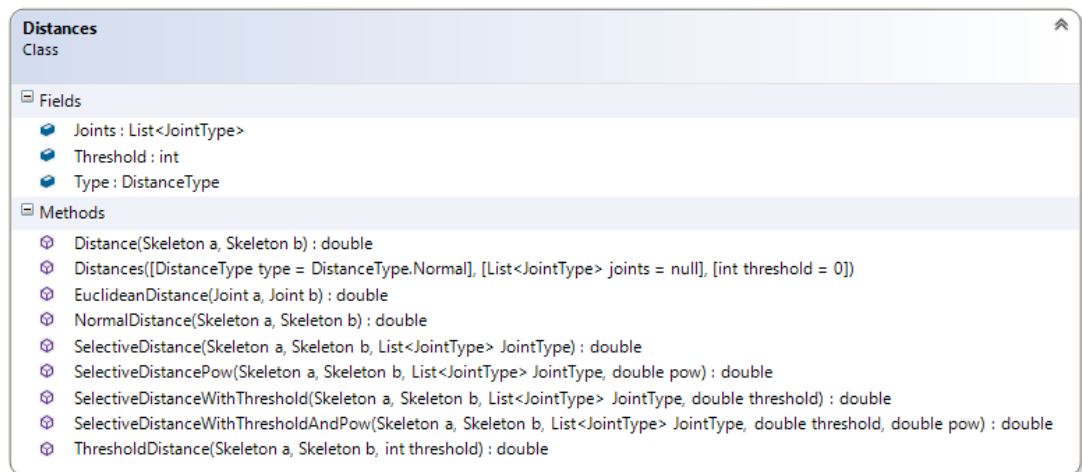 Distances
Class
Fields
Joints : List<JointType>
Threshold : int
Type : DistanceType
Methods
Distance(Skeleton a, Skeleton b) : double
Distances([DistanceType type = DistanceType.Normal], [List<JointType> joints = null], [int threshold = 0])
EuclideanDistance(Joint a, Joint b) : double
NormalDistance(Skeleton a, Skeleton b) : double
SelectiveDistance(Skeleton a, Skeleton b, List<JointType> JointType) : double
SelectiveDistancePow(Skeleton a, Skeleton b, List<JointType> JointType, double pow) : double
SelectiveDistanceWithThreshold(Skeleton a, Skeleton b, List<JointType> JointType, double threshold) : double
SelectiveDistanceWithThresholdAndPow(Skeleton a, Skeleton b, List<JointType> JointType, double threshold, double pow) : double
ThresholdDistance(Skeleton a, Skeleton b, int threshold) : double